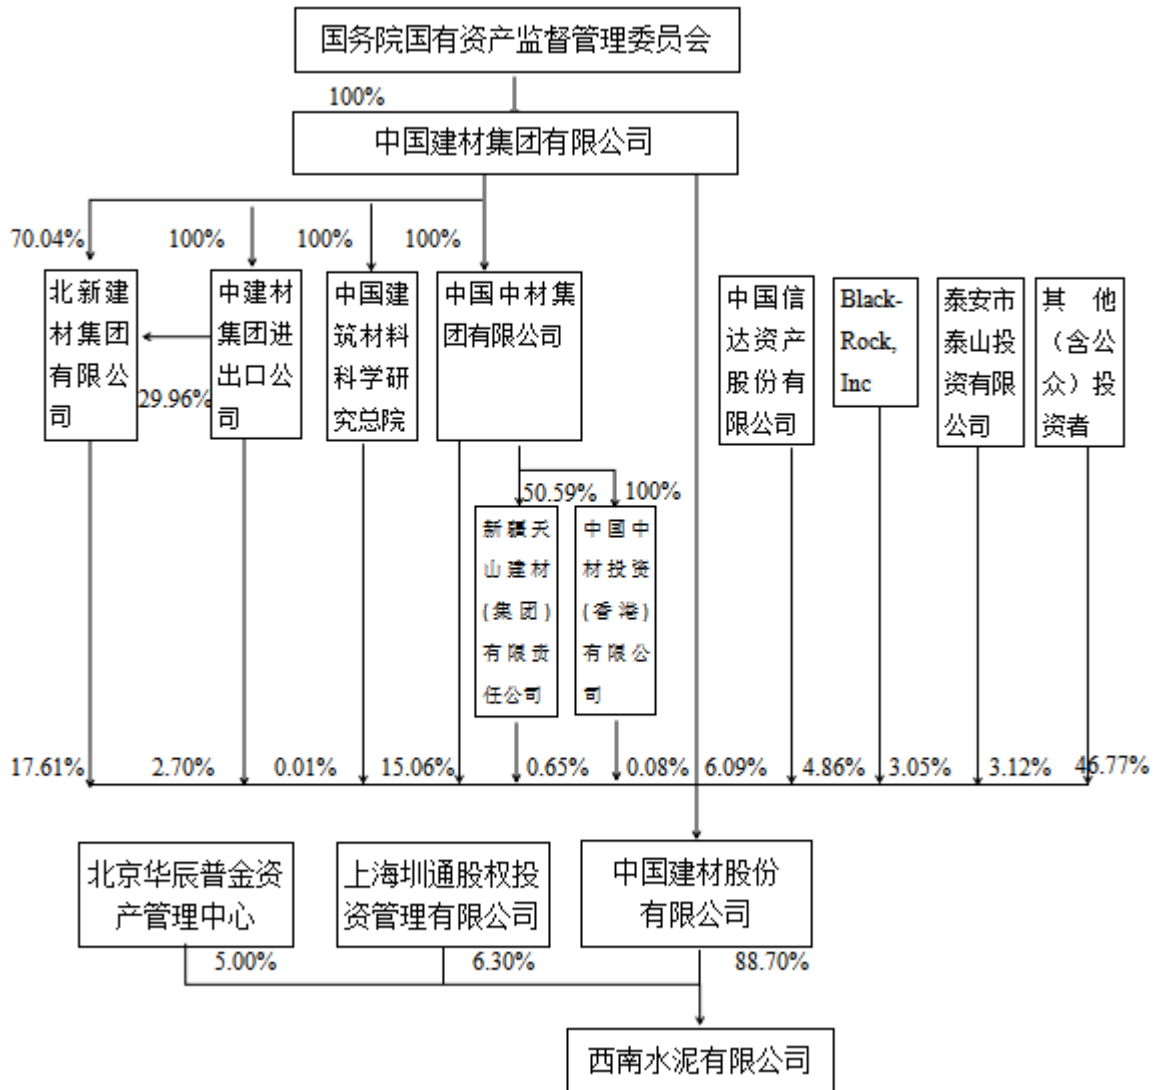 国务院国有资产监督管理委员会
100%
中国建材集团有限公司
70.04%
100%
100%
100%
北新建
材集团
有限公
司
中建材
集团进
出口公
司
中国建
筑材料
科学研
究总院
中国中材集
团有限公司
中国信
达资产
股份有
限公司
Black-
Rock,
Inc
泰安市
泰山投
资有限
公司
其他
（含公
众）投
资者
29.96%
50.59%
100%
新疆天
山建材
(集团)
有限责
任公司
中国中
材投资
(香港)
有限公
司
17.61%
2.70%
0.01%
15.06%
0.65%
0.08%
6.09%
4.86%
3.05%
3.12%
46.77%
北京华辰普金资
产管理中心
上海圳通股权投
资管理有限公司
中国建材股份
有限公司
5.00%
6.30%
88.70%
西南水泥有限公司